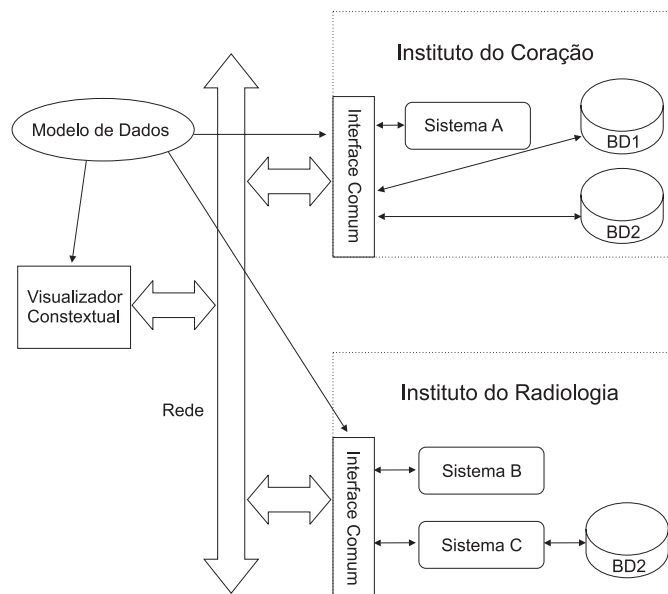 Instituto do Coração
Modelo de Dados
Interface Comum
Sistema A
BD1
BD2
Visualizador
Constextual
Rede
Instituto do Radiologia
Interface Comum
Sistema B
Sistema C
BD2